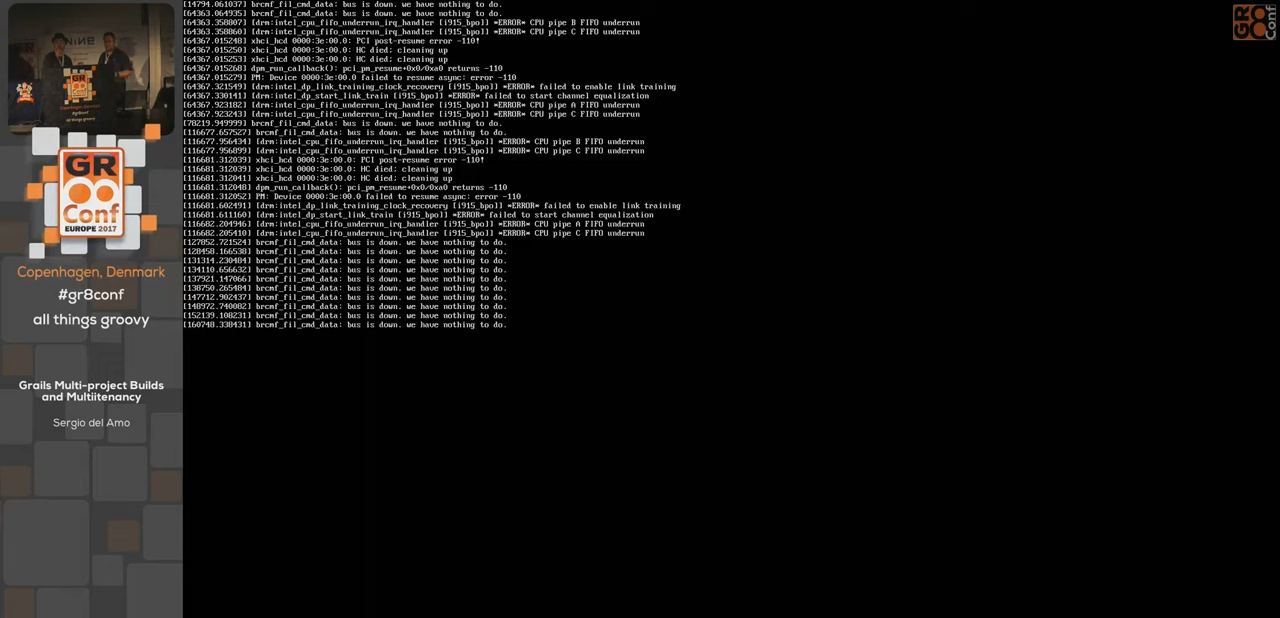 GR
Conf
EUROPE 2017
Copenhagen, Denmark
#gr8conf
all things groovy
Grails Multi-project Builds
and Multiitenancy
Sergio del Amo
[14794.061037] brcmf_fil_cmd_data: bus is down. we have nothing to do.
[64363.064935] brcmf_fil_cmd_data: bus is down. we have nothing to do.
[64363.358807] [drm:intel_cpu_fifo_underrun_irq_handler [i915_bpo]] *ERROR* CPU pipe B FIFO underrun
[64363.358860] [drm:intel_cpu_fifo_underrun_irq_handler [i915_bpo]] *ERROR* CPU pipe C FIFO underrun
[64367.015248] xhci_hcd 0000:3e:00.0: PCI post-resume error -110!
[64367.015250] xhci_hcd 0000:3e:00.0: HC died; cleaning up
[64367.015253] xhci_hcd 0000:3e:00.0: HC died; cleaning up
[64367.015268] dpm_run_callback(): pci_pm_resume+0x0/0xa0 returns -110
[64367.015279] PM: Device 0000:3e:00.0 failed to resume async: error -110
[64367.321549] [drm:intel_dp_link_training_clock_recovery [i915_bpo]] *ERROR* failed to enable link training
[64367.330141] [drm:intel_dp_start_link_train [i915_bpo]] *ERROR* failed to start channel equalization
[64367.923182] [drm:intel_cpu_fifo_underrun_irq_handler [i915_bpo]] *ERROR* CPU pipe A FIFO underrun
[64367.923243] [drm:intel_cpu_fifo_underrun_irq_handler [i915_bpo]] *ERROR* CPU pipe C FIFO underrun
[78219.949999] brcmf_fil_cmd_data: bus is down. we have nothing to do.
[116677.657527] brcmf_fil_cmd_data: bus is down. we have nothing to do.
[116677.956434] [drm:intel_cpu_fifo_underrun_irq_handler [i915_bpo]] *ERROR* CPU pipe B FIFO underrun
[116677.956899] [drm:intel_cpu_fifo_underrun_irq_handler [i915_bpo]] *ERROR* CPU pipe C FIFO underrun
[116681.312039] xhci_hcd 0000:3e:00.0: PCI post-resume error -110!
[116681.312039] xhci_hcd 0000:3e:00.0: HC died; cleaning up
[116681.312041] xhci_hcd 0000:3e:00.0: HC died; cleaning up
[116681.312048] dpm_run_callback(): pci_pm_resume+0x0/0xa0 returns -110
[116681.312052] PM: Device 0000:3e:00.0 failed to resume async: error -110
[116681.602491] [drm:intel_dp_link_training_clock_recovery [i915_bpo]] *ERROR* failed to enable link training
[116681.611160] [drm:intel_dp_start_link_train [i915_bpo]] *ERROR* failed to start channel equalization
[116682.204946] [drm:intel_cpu_fifo_underrun_irq_handler [i915_bpo]] *ERROR* CPU pipe A FIFO underrun
[116682.205410] [drm:intel_cpu_fifo_underrun_irq_handler [i915_bpo]] *ERROR* CPU pipe C FIFO underrun
[127852.721524] brcmf_fil_cmd_data: bus is down. we have nothing to do.
[128458.166538] brcmf_fil_cmd_data: bus is down. we have nothing to do.
[131314.230484] brcmf_fil_cmd_data: bus is down. we have nothing to do.
[134110.656632] brcmf_fil_cmd_data: bus is down. we have nothing to do.
[137921.147066] brcmf_fil_cmd_data: bus is down. we have nothing to do.
[138750.265484] brcmf_fil_cmd_data: bus is down. we have nothing to do.
[147712.902437] brcmf_fil_cmd_data: bus is down. we have nothing to do.
[148972.740082] brcmf_fil_cmd_data: bus is down. we have nothing to do.
[152139.108231] brcmf_fil_cmd_data: bus is down. we have nothing to do.
[160748.338431] brcmf_fil_cmd_data: bus is down. we have nothing to do.
GR8
Conf